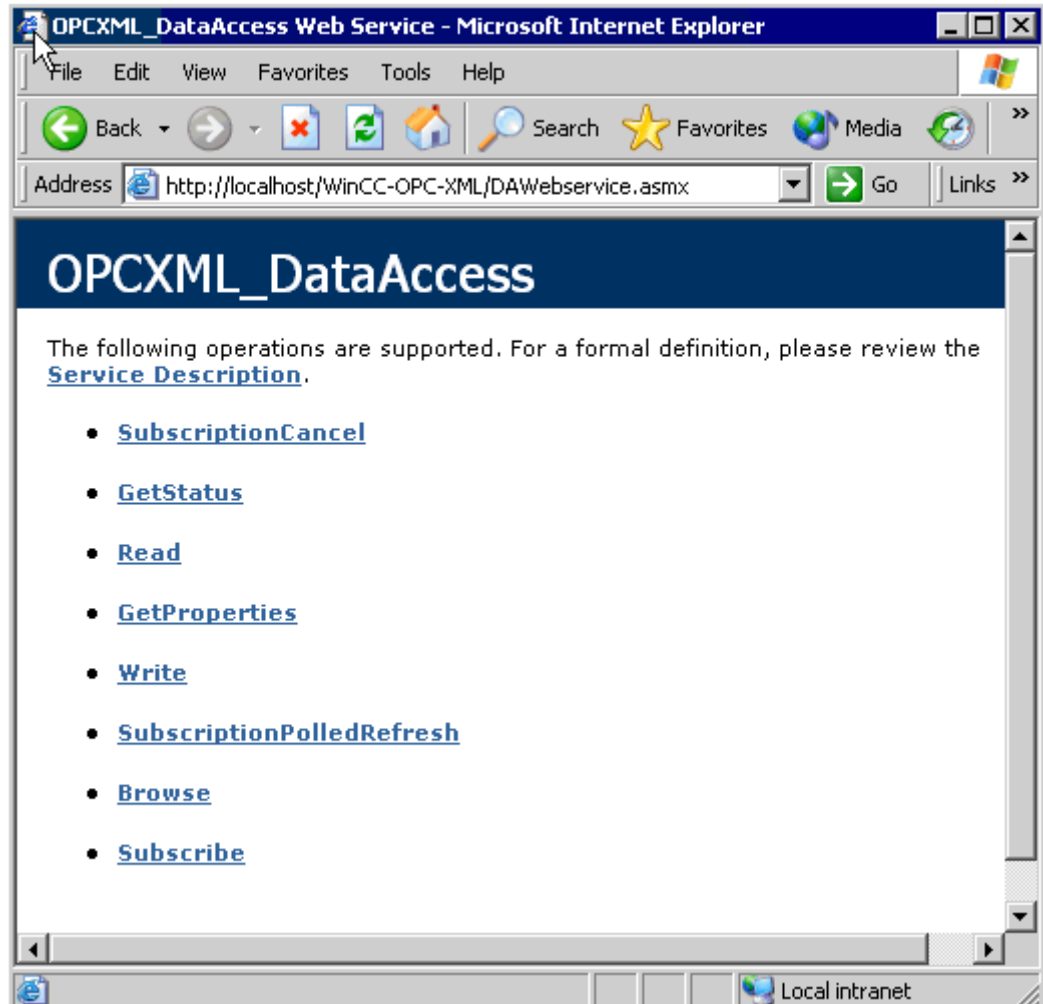 OPCXML_DataAccess Web Service - Microsoft Internet Explorer
File Edit View Favorites Tools Help
Back Search Favorites Media »
Address http://localhost/WinCC-OPC-XML/DAWebservice.asmx Go Links »
OPCXML_DataAccess
The following operations are supported. For a formal definition, please review the
Service Description.
• SubscriptionCancel
• GetStatus
• Read
• GetProperties
• Write
• SubscriptionPolledRefresh
• Browse
• Subscribe
Local intranet